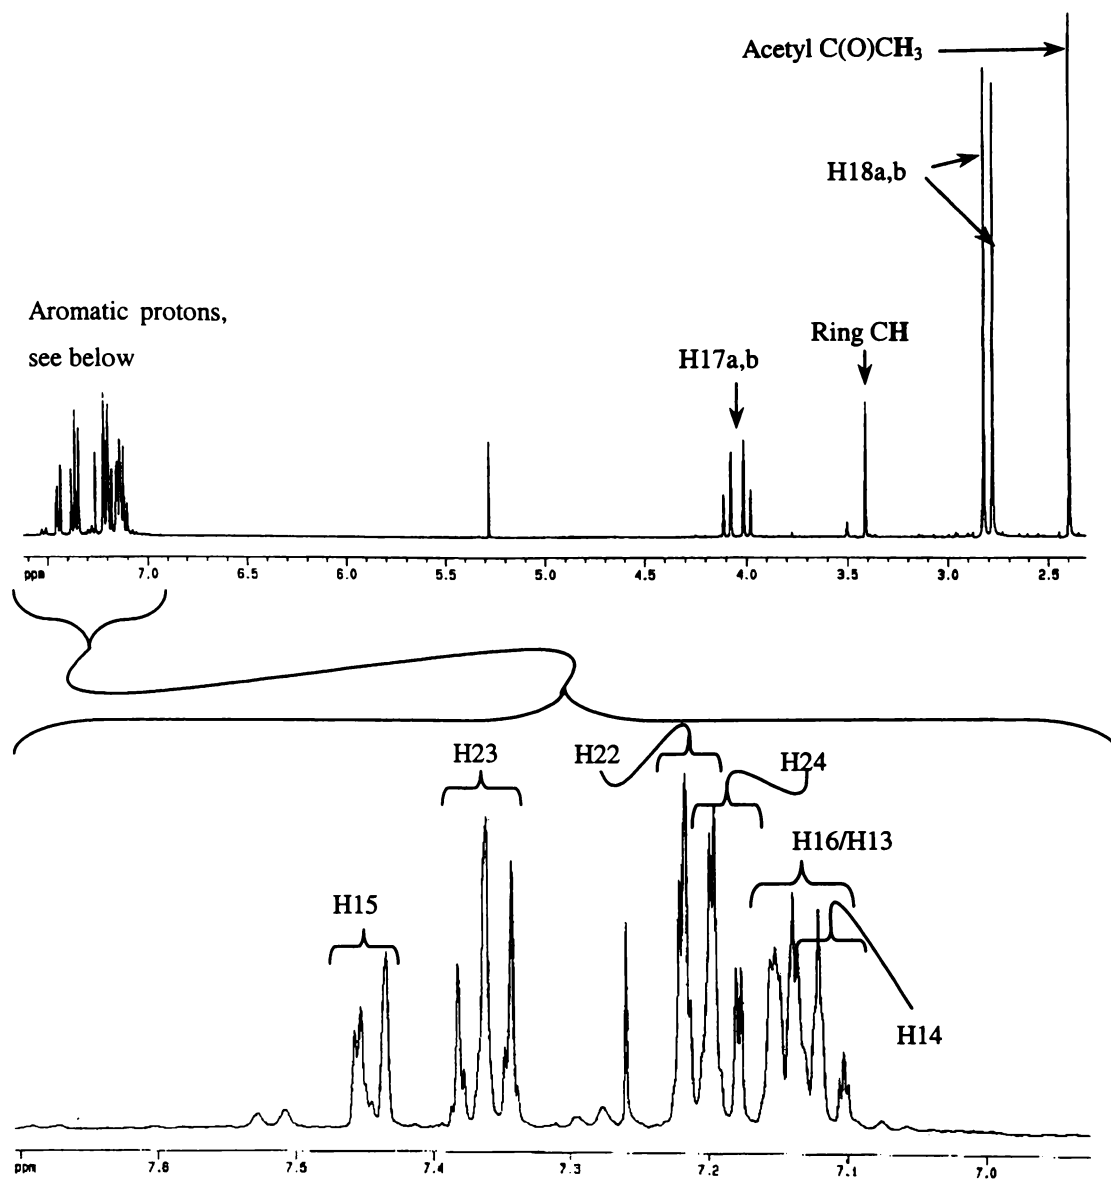 Acetyl C(O)CH3
H18a,b
Aromatic protons,
see below
Ring CH
H17a,b
ppm 7.0 6.5 6.0 5.5 5.0 4.5 4.0 3.5 3.0 2.5
H23 H22 H24
H16/H13
H15
H14
ppm 7.6 7.5 7.4 7.3 7.2 7.1 7.0